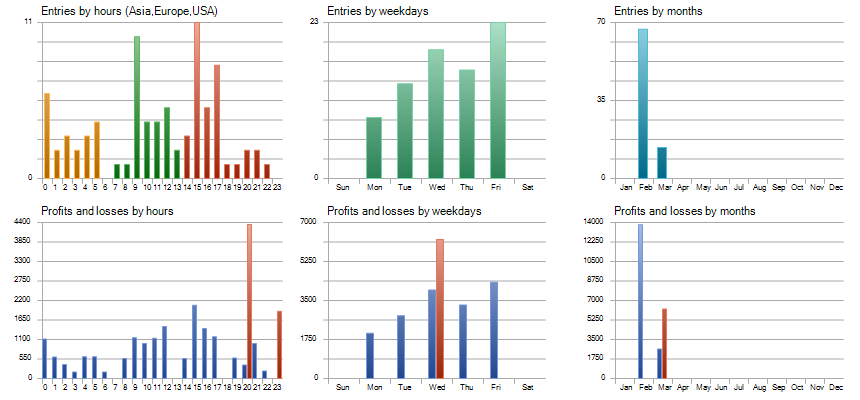 Entries by hours (Asia,Europe,USA)
11
0
0 1 2 3 4 5 6 7 8 9 10 11 12 13 14 15 16 17 18 19 20 21 22 23
Entries by weekdays
23
0
Sun Mon Tue Wed Thu Fri Sat
Entries by months
70
35
0
Jan Feb Mar Apr May Jun Jul Aug Sep Oct Nov Dec
Profits and losses by hours
4400
3850
3300
2750
2200
1650
1100
550
0
0 1 2 3 4 5 6 7 8 9 10 11 12 13 14 15 16 17 18 19 20 21 22 23
Profits and losses by weekdays
7000
5250
3500
1750
0
Sun Mon Tue Wed Thu Fri Sat
Profits and losses by months
14000
12250
10500
8750
7000
5250
3500
1750
0
Jan Feb Mar Apr May Jun Jul Aug Sep Oct Nov Dec